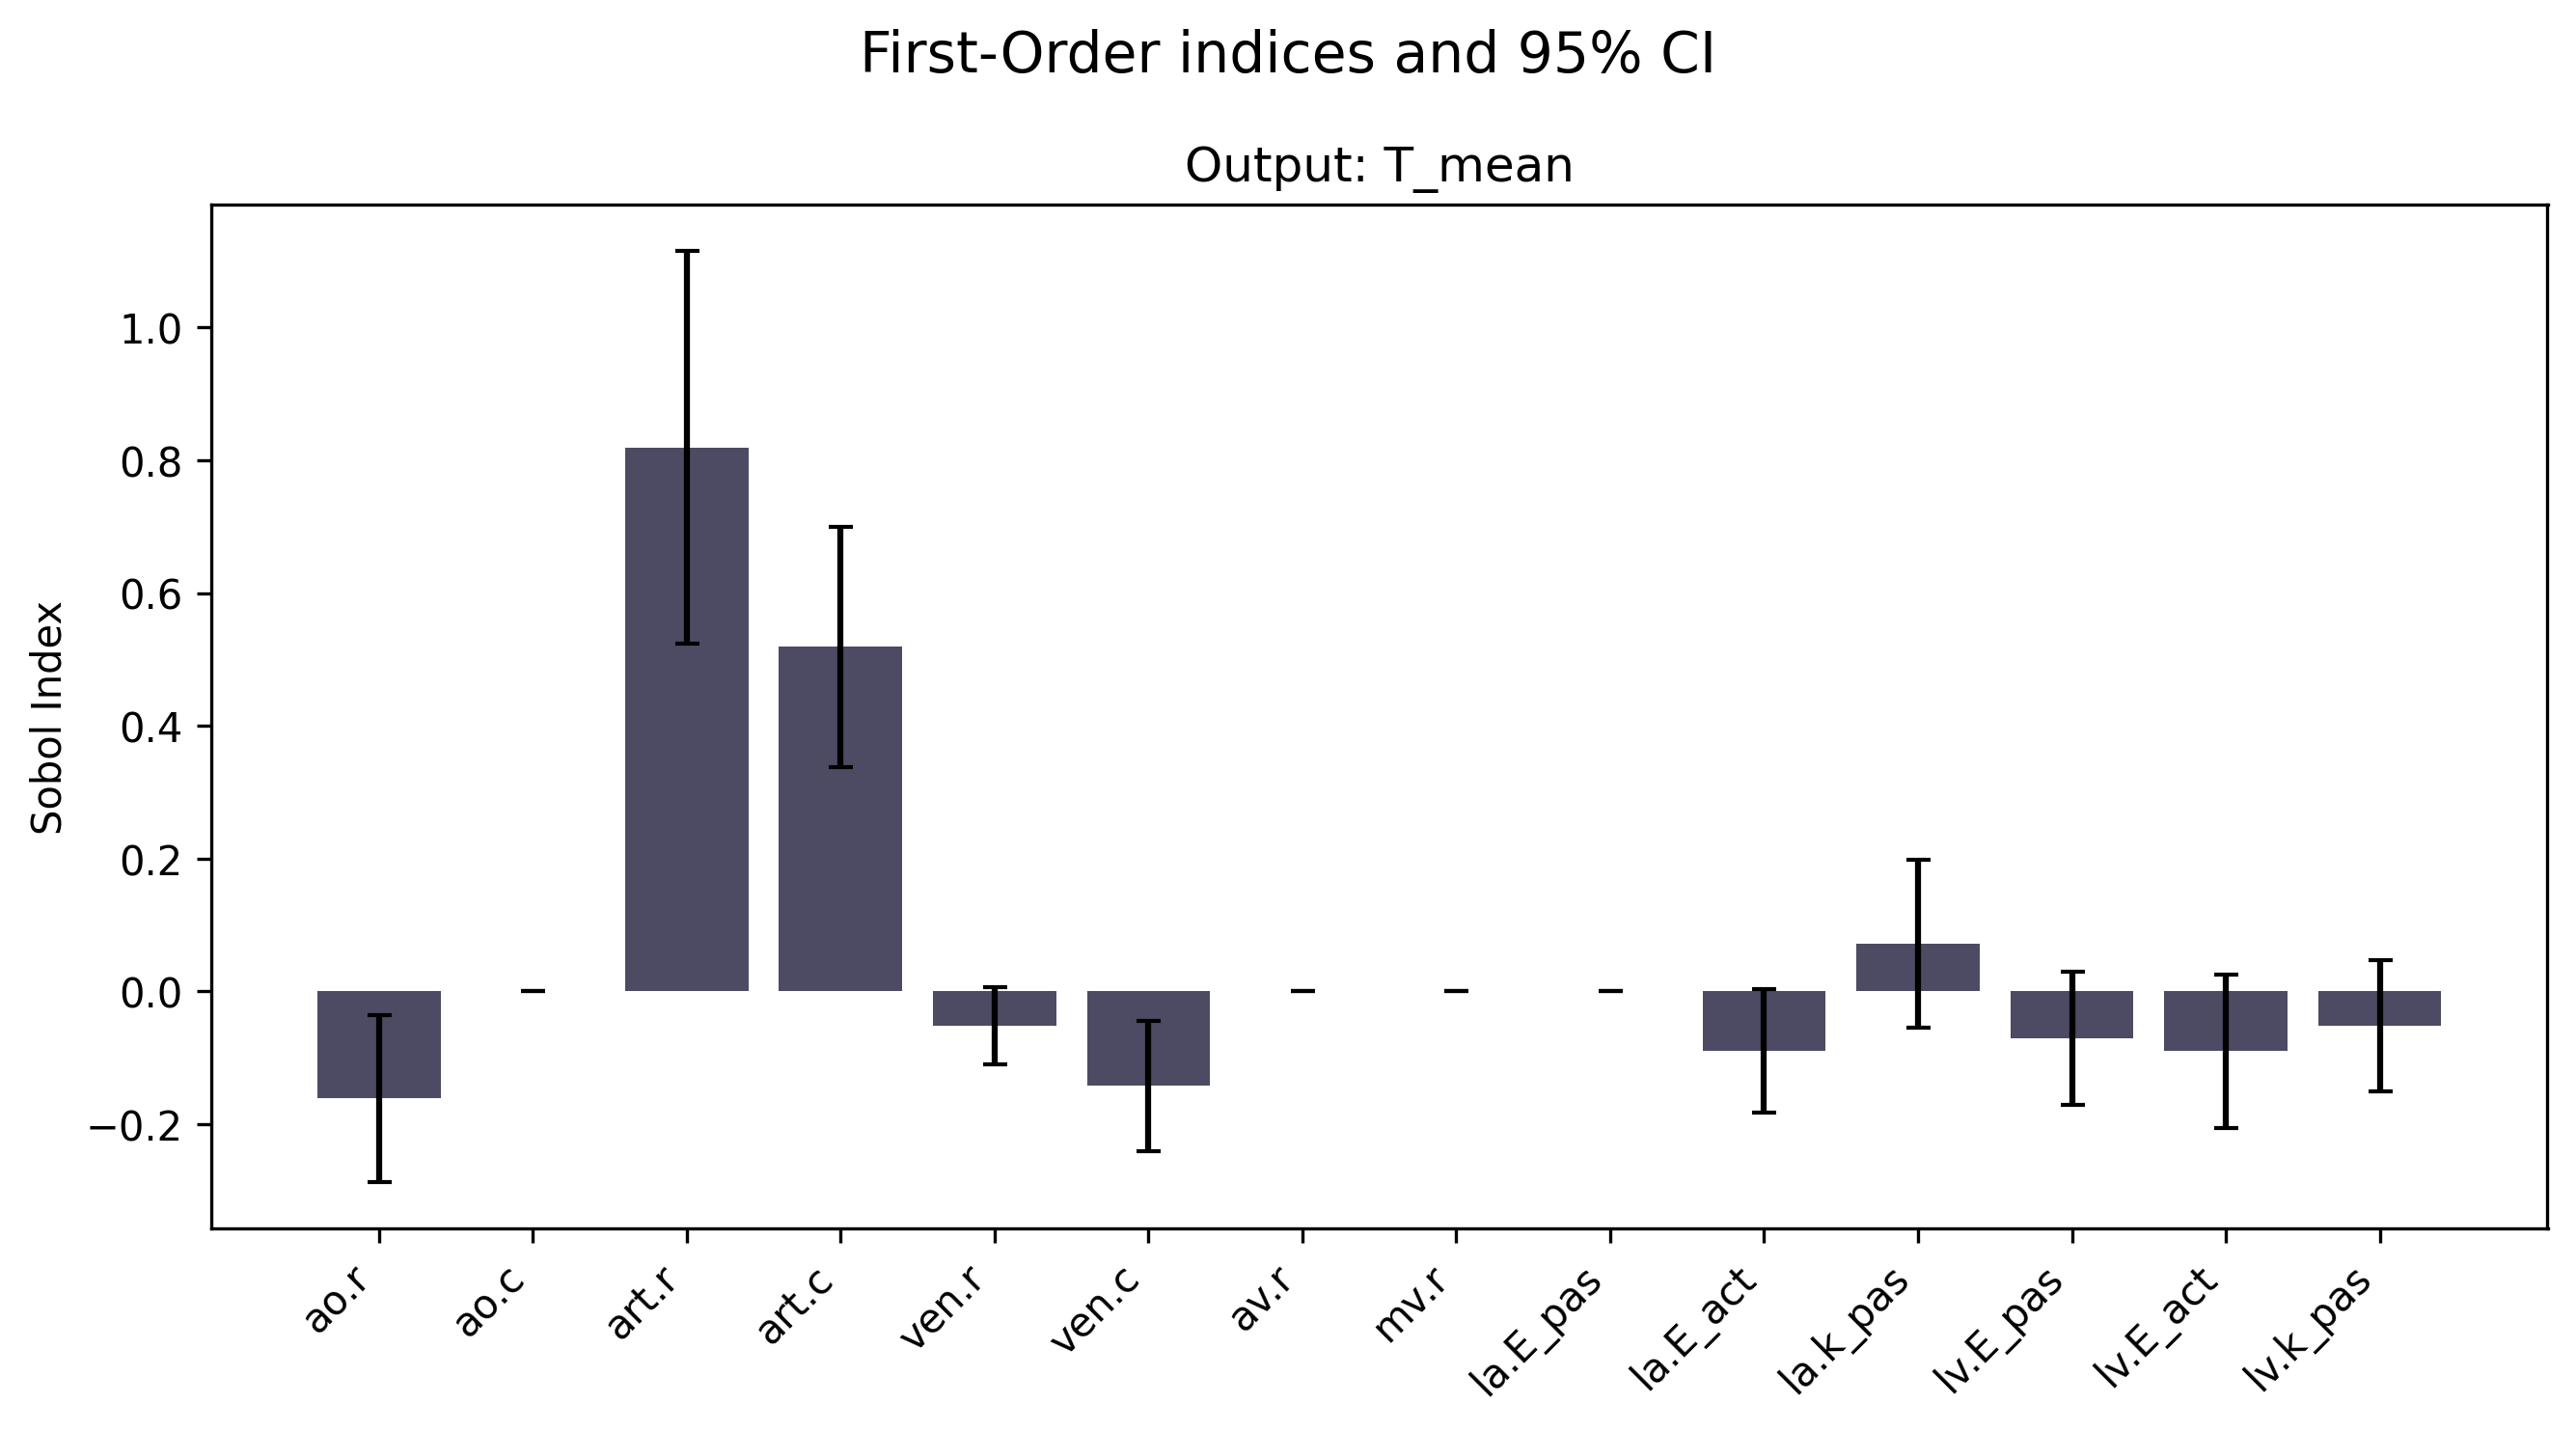 First-Order indices and 95% CI
Output: T_mean
Sobol Index
1.0
0.8
0.6
0.4
0.2
0.0
−0.2
ao.r
ao.c
art.r
art.c
ven.r
ven.c
av.r
mv.r
la.E_pas
la.E_act
la.k_pas
lv.E_pas
lv.E_act
lv.k_pas